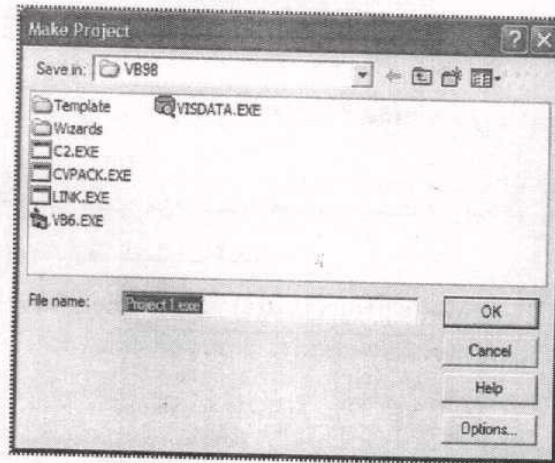 Make Project
Save in: VB98
Template
Wizards
C2.EXE
CVPACK.EXE
LINK.EXE
VB6.EXE
VISDATA.EXE
File name: Project1.exe
OK
Cancel
Help
Options...